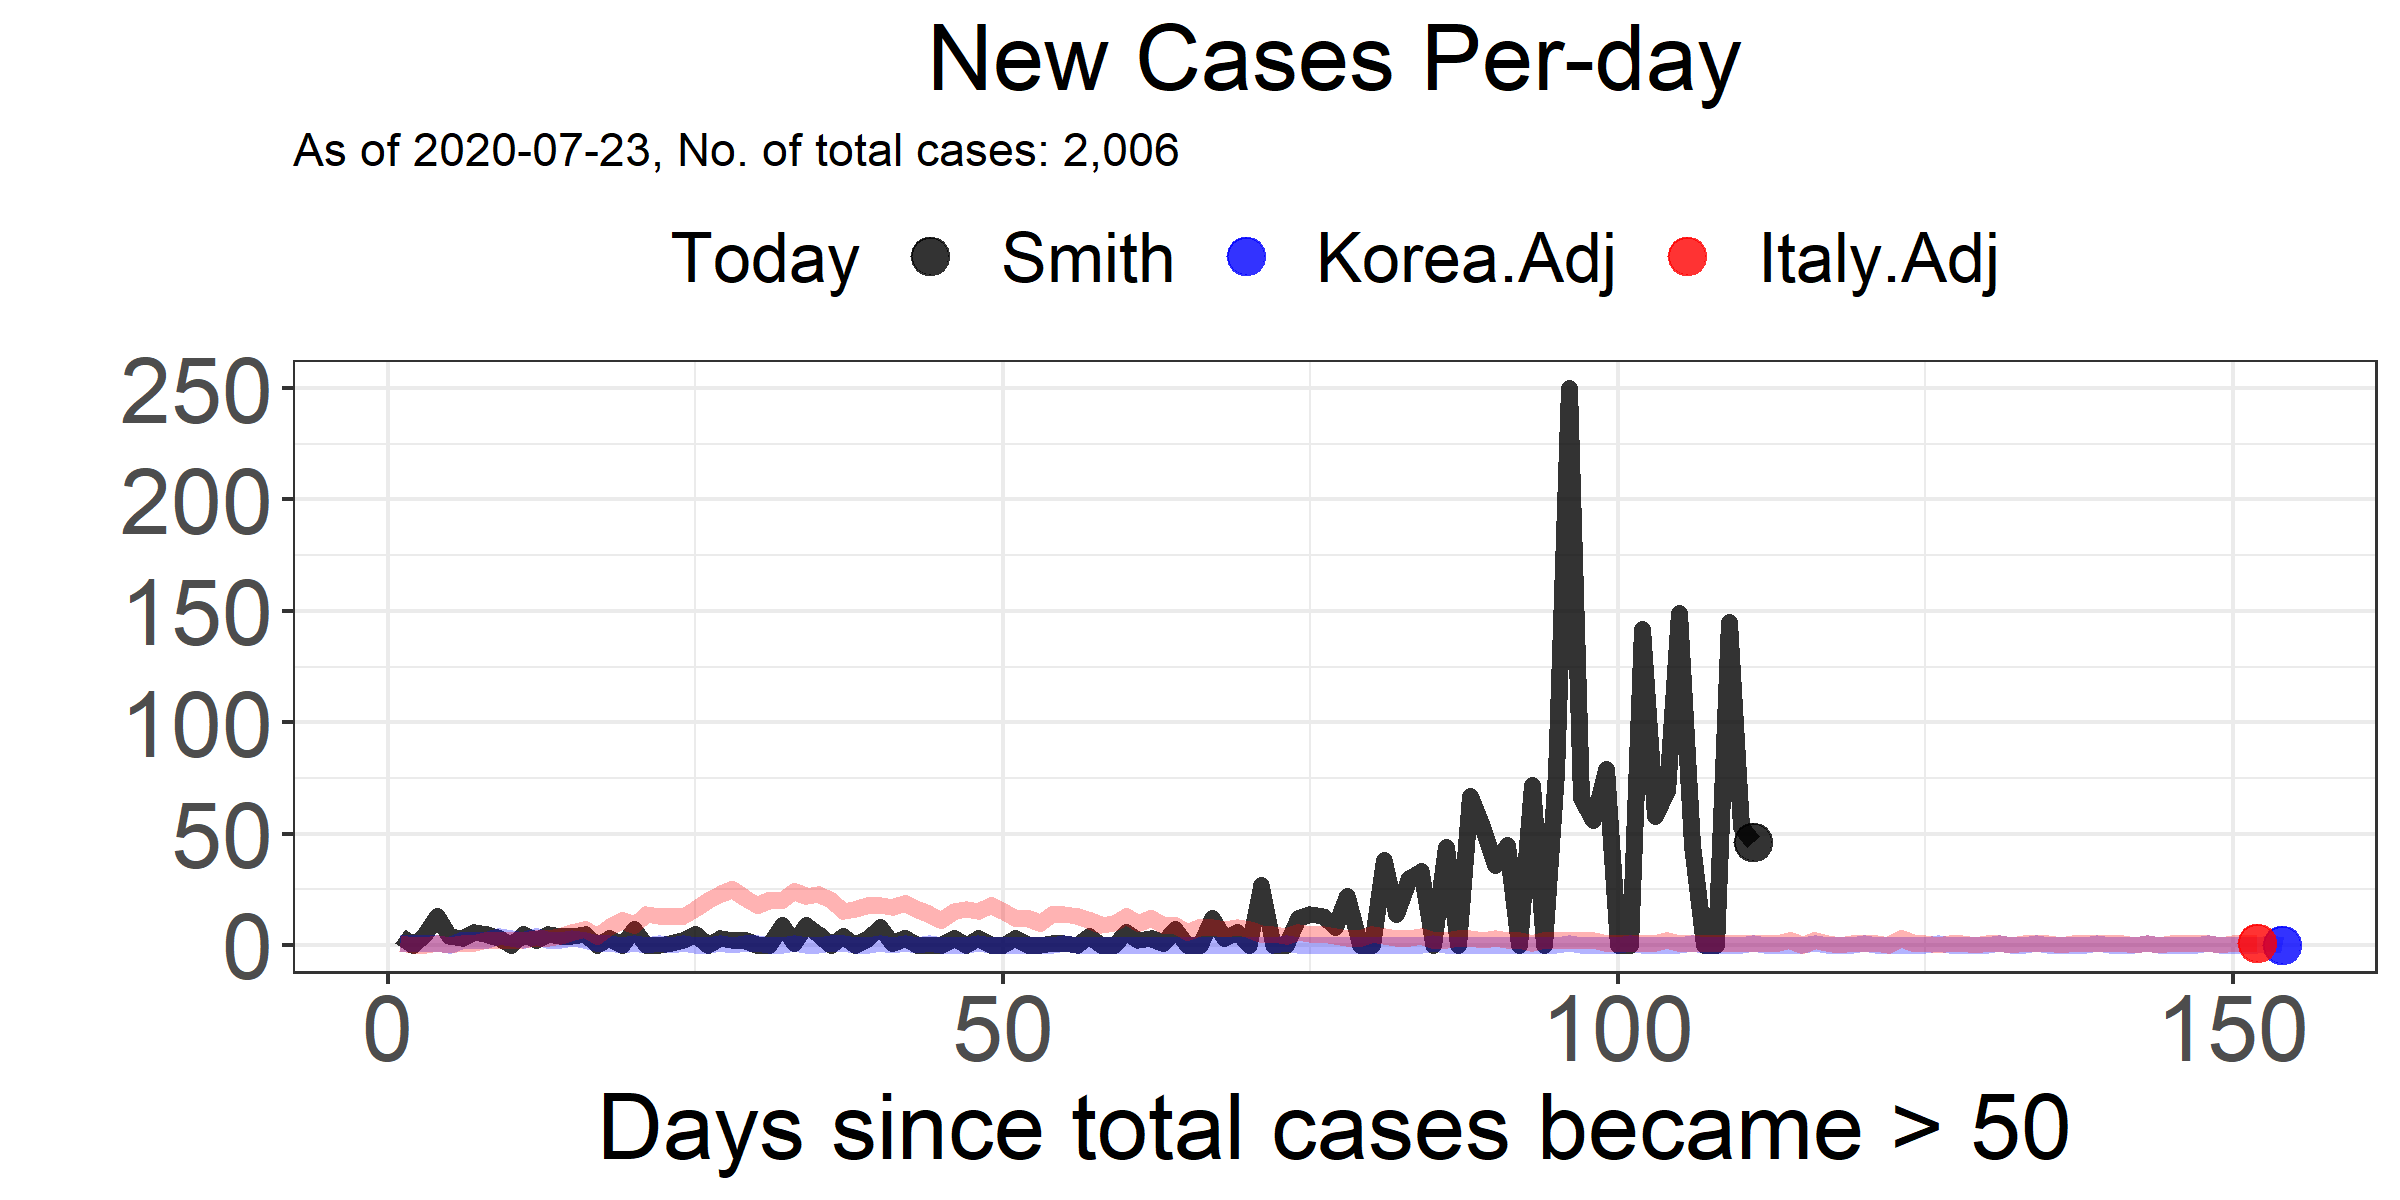 New Cases Per-day
As of 2020-07-23, No. of total cases: 2,006
Today Smith Korea.Adj Italy.Adj
250
200
150
100
50
0
0 50 100 150
Days since total cases became > 50